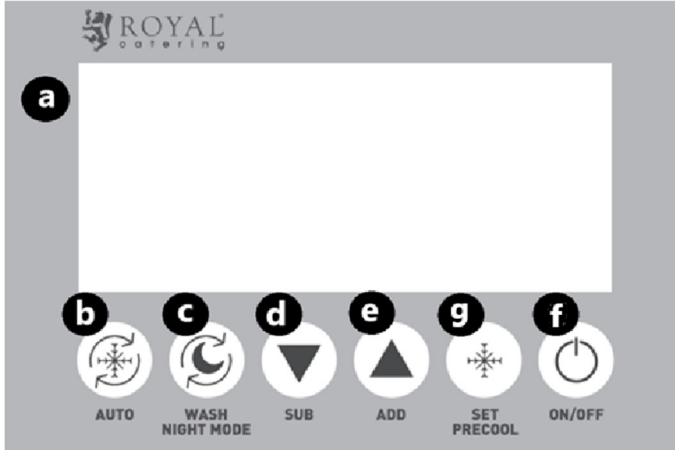 ROYAL
catering
a
b c d e g f
AUTO WASH NIGHT MODE SUB ADD SET PRECOOL ON/OFF